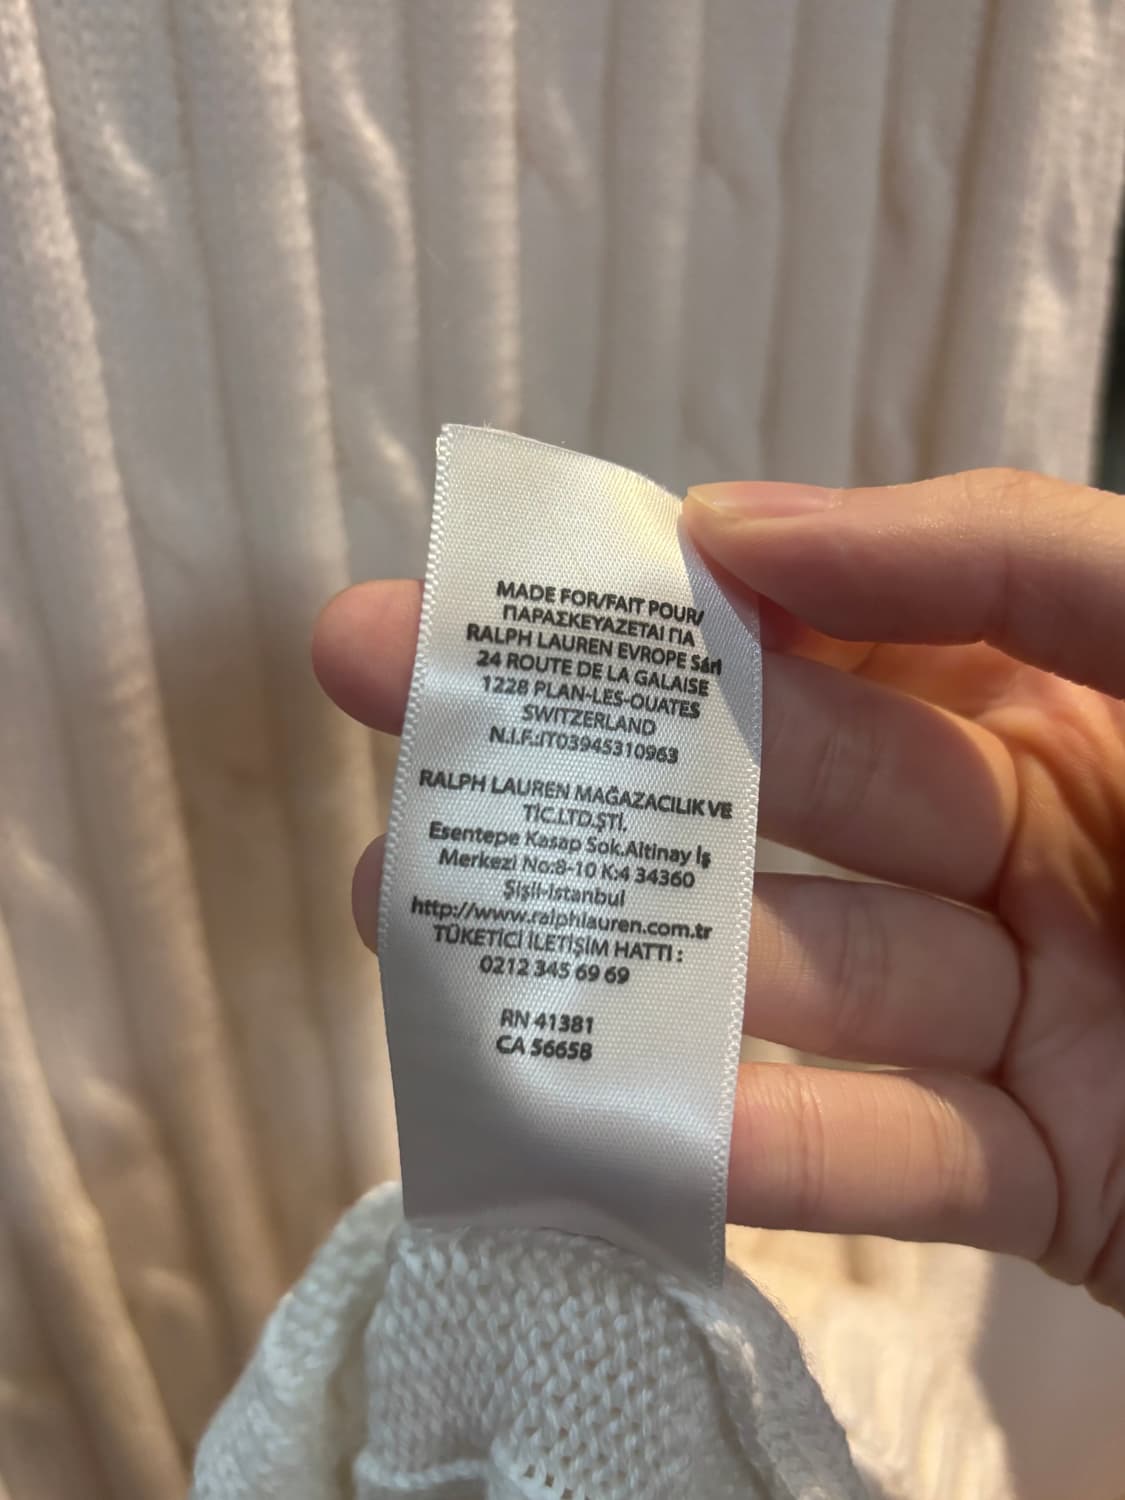 MADE FOR/FAIT POUR/
ΠΑΡΑΣΚΕΥΑΖΕΤΑΙ ΓΙΑ
RALPH LAUREN EVROPE Sárl
24 ROUTE DE LA GALAISE
1228 PLAN-LES-OUATES
SWITZERLAND
N.I.F.:IT03945310963
RALPH LAUREN MAĞAZACILIK VE
TİC.LTD.ŞTİ.
Esentepe Kasap Sok.Altinay İş
Merkezi No:8-10 K:4 34360
Şişli-İstanbul
http://www.ralphlauren.com.tr
TÜKETİCİ İLETİŞİM HATTI :
0212 345 69 69
RN 41381
CA 56658